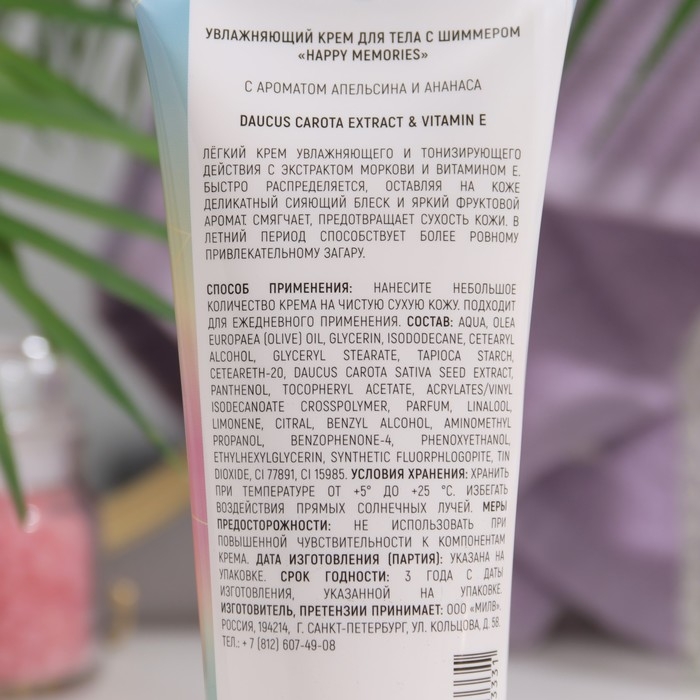 УВЛАЖНЯЮЩИЙ КРЕМ ДЛЯ ТЕЛА С ШИММЕРОМ
«HAPPY MEMORIES»
С АРОМАТОМ АПЕЛЬСИНА И АНАНАСА
DAUCUS CAROTA EXTRACT & VITAMIN E
ЛЁГКИЙ КРЕМ УВЛАЖНЯЮЩЕГО И ТОНИЗИРУЮЩЕГО
ДЕЙСТВИЯ С ЭКСТРАКТОМ МОРКОВИ И ВИТАМИНОМ Е.
БЫСТРО РАСПРЕДЕЛЯЕТСЯ, ОСТАВЛЯЯ НА КОЖЕ
ДЕЛИКАТНЫЙ СИЯЮЩИЙ БЛЕСК И ЯРКИЙ ФРУКТОВЫЙ
АРОМАТ. СМЯГЧАЕТ, ПРЕДОТВРАЩАЕТ СУХОСТЬ КОЖИ. В
ЛЕТНИЙ ПЕРИОД СПОСОБСТВУЕТ БОЛЕЕ РОВНОМУ
ПРИВЛЕКАТЕЛЬНОМУ ЗАГАРУ.
СПОСОБ ПРИМЕНЕНИЯ: НАНЕСИТЕ НЕБОЛЬШОЕ
КОЛИЧЕСТВО КРЕМА НА ЧИСТУЮ СУХУЮ КОЖУ. ПОДХОДИТ
ДЛЯ ЕЖЕДНЕВНОГО ПРИМЕНЕНИЯ. СОСТАВ: AQUA, OLEA
EUROPAEA (OLIVE) OIL, GLYCERIN, ISODODECANE, CETEARYL
ALCOHOL, GLYCERYL STEARATE, TAPIOCA STARCH,
CETEARETH-20, DAUCUS CAROTA SATIVA SEED EXTRACT,
PANTHENOL, TOCOPHERYL ACETATE, ACRYLATES/VINYL
ISODECANOATE CROSSPOLYMER, PARFUM, LINALOOL,
LIMONENE, CITRAL, BENZYL ALCOHOL, AMINOMETHYL
PROPANOL, BENZOPHENONE-4, PHENOXYETHANOL,
ETHYLHEXYLGLYCERIN, SYNTHETIC FLUORPHLOGOPITE, TIN
DIOXIDE, CI 77891, CI 15985. УСЛОВИЯ ХРАНЕНИЯ: ХРАНИТЬ
ПРИ ТЕМПЕРАТУРЕ ОТ +5° ДО +25 °С. ИЗБЕГАТЬ
ВОЗДЕЙСТВИЯ ПРЯМЫХ СОЛНЕЧНЫХ ЛУЧЕЙ. МЕРЫ
ПРЕДОСТОРОЖНОСТИ: НЕ ИСПОЛЬЗОВАТЬ ПРИ
ПОВЫШЕННОЙ ЧУВСТВИТЕЛЬНОСТИ К КОМПОНЕНТАМ
КРЕМА. ДАТА ИЗГОТОВЛЕНИЯ (ПАРТИЯ): УКАЗАНА НА
УПАКОВКЕ. СРОК ГОДНОСТИ: 3 ГОДА С ДАТЫ
ИЗГОТОВЛЕНИЯ, УКАЗАННОЙ НА УПАКОВКЕ.
ИЗГОТОВИТЕЛЬ, ПРЕТЕНЗИИ ПРИНИМАЕТ: ООО «МИЛВ».
РОССИЯ, 194214, Г. САНКТ-ПЕТЕРБУРГ, УЛ. КОЛЬЦОВА, Д. 58.
ТЕЛ.: +7 (812) 607-49-08